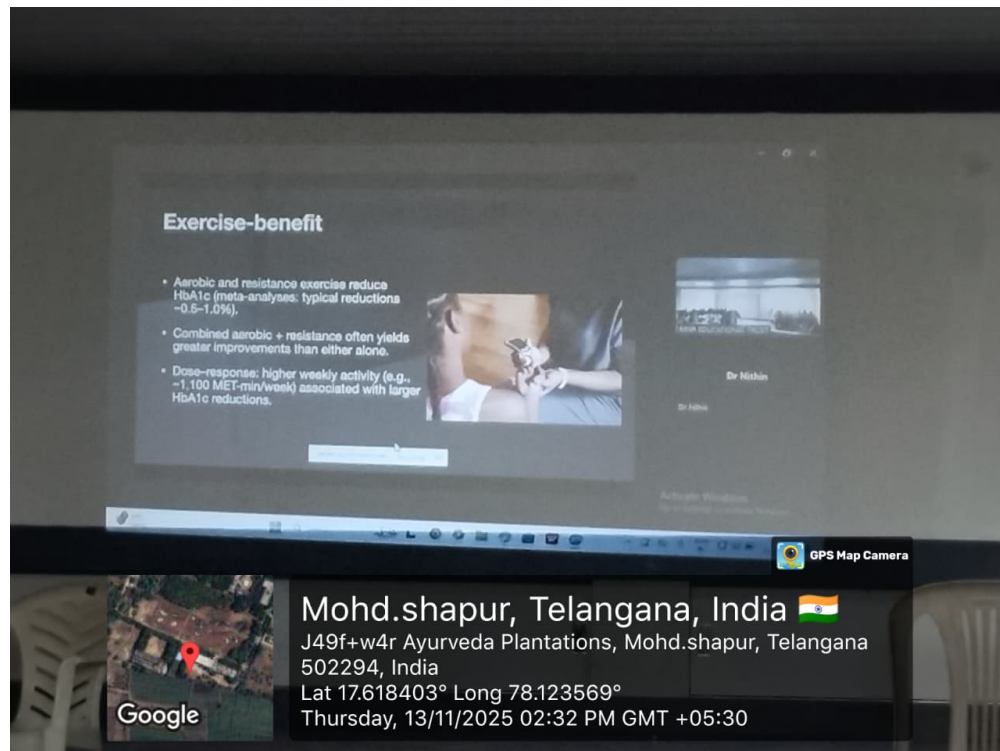 Exercise-benefit
• Aerobic and resistance exercise reduce
HbA1c (meta-analyses: typical reductions
~0.5–1.0%).
• Combined aerobic + resistance often yields
greater improvements than either alone.
• Dose–response: higher weekly activity (e.g.,
~1,100 MET-min/week) associated with larger
HbA1c reductions.
EDUCATIONAL TRUST
Dr Nithin
Dr Nithin
Activate Windows
GPS Map Camera
Mohd.shapur, Telangana, India
J49f+w4r Ayurveda Plantations, Mohd.shapur, Telangana
502294, India
Lat 17.618403° Long 78.123569°
Thursday, 13/11/2025 02:32 PM GMT +05:30
Google